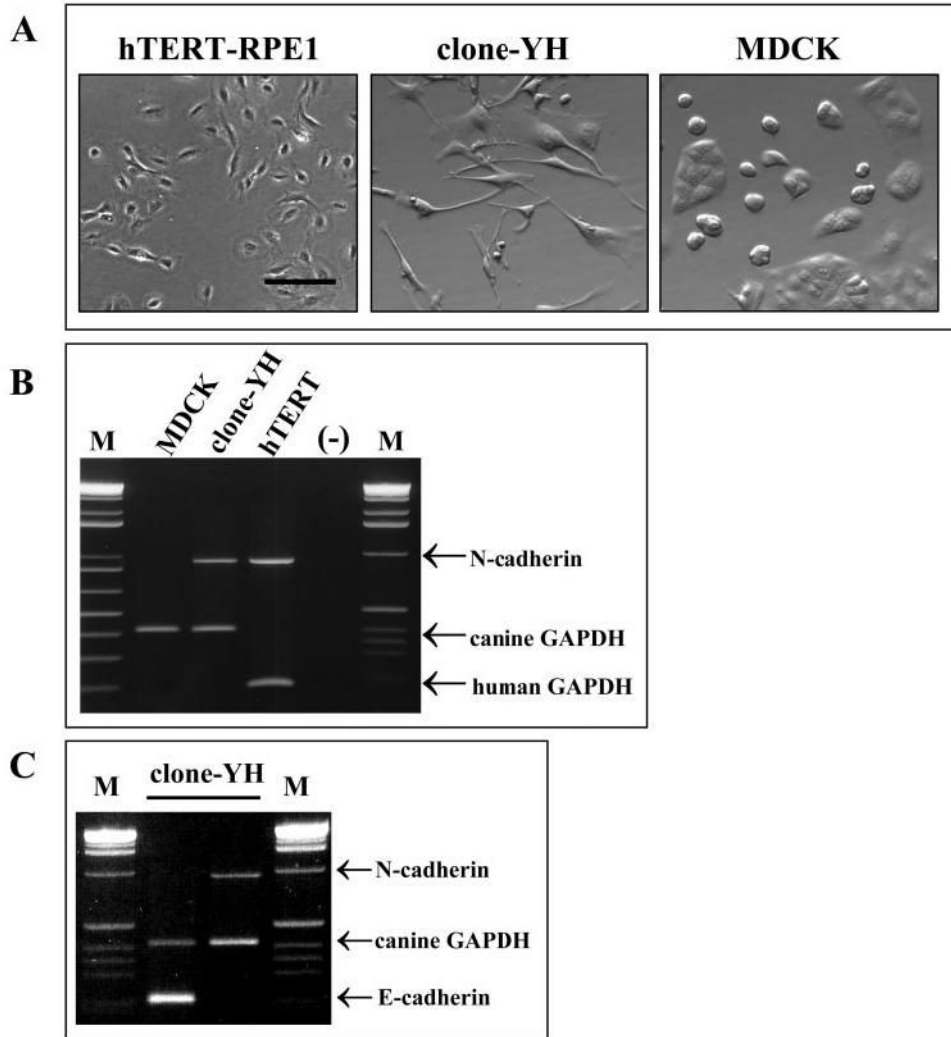 A
hTERT-RPE1 clone-YH MDCK
B
M MDCK clone-YH hTERT (-) M
N-cadherin
canine GAPDH
human GAPDH
C
M clone-YH M
N-cadherin
canine GAPDH
E-cadherin